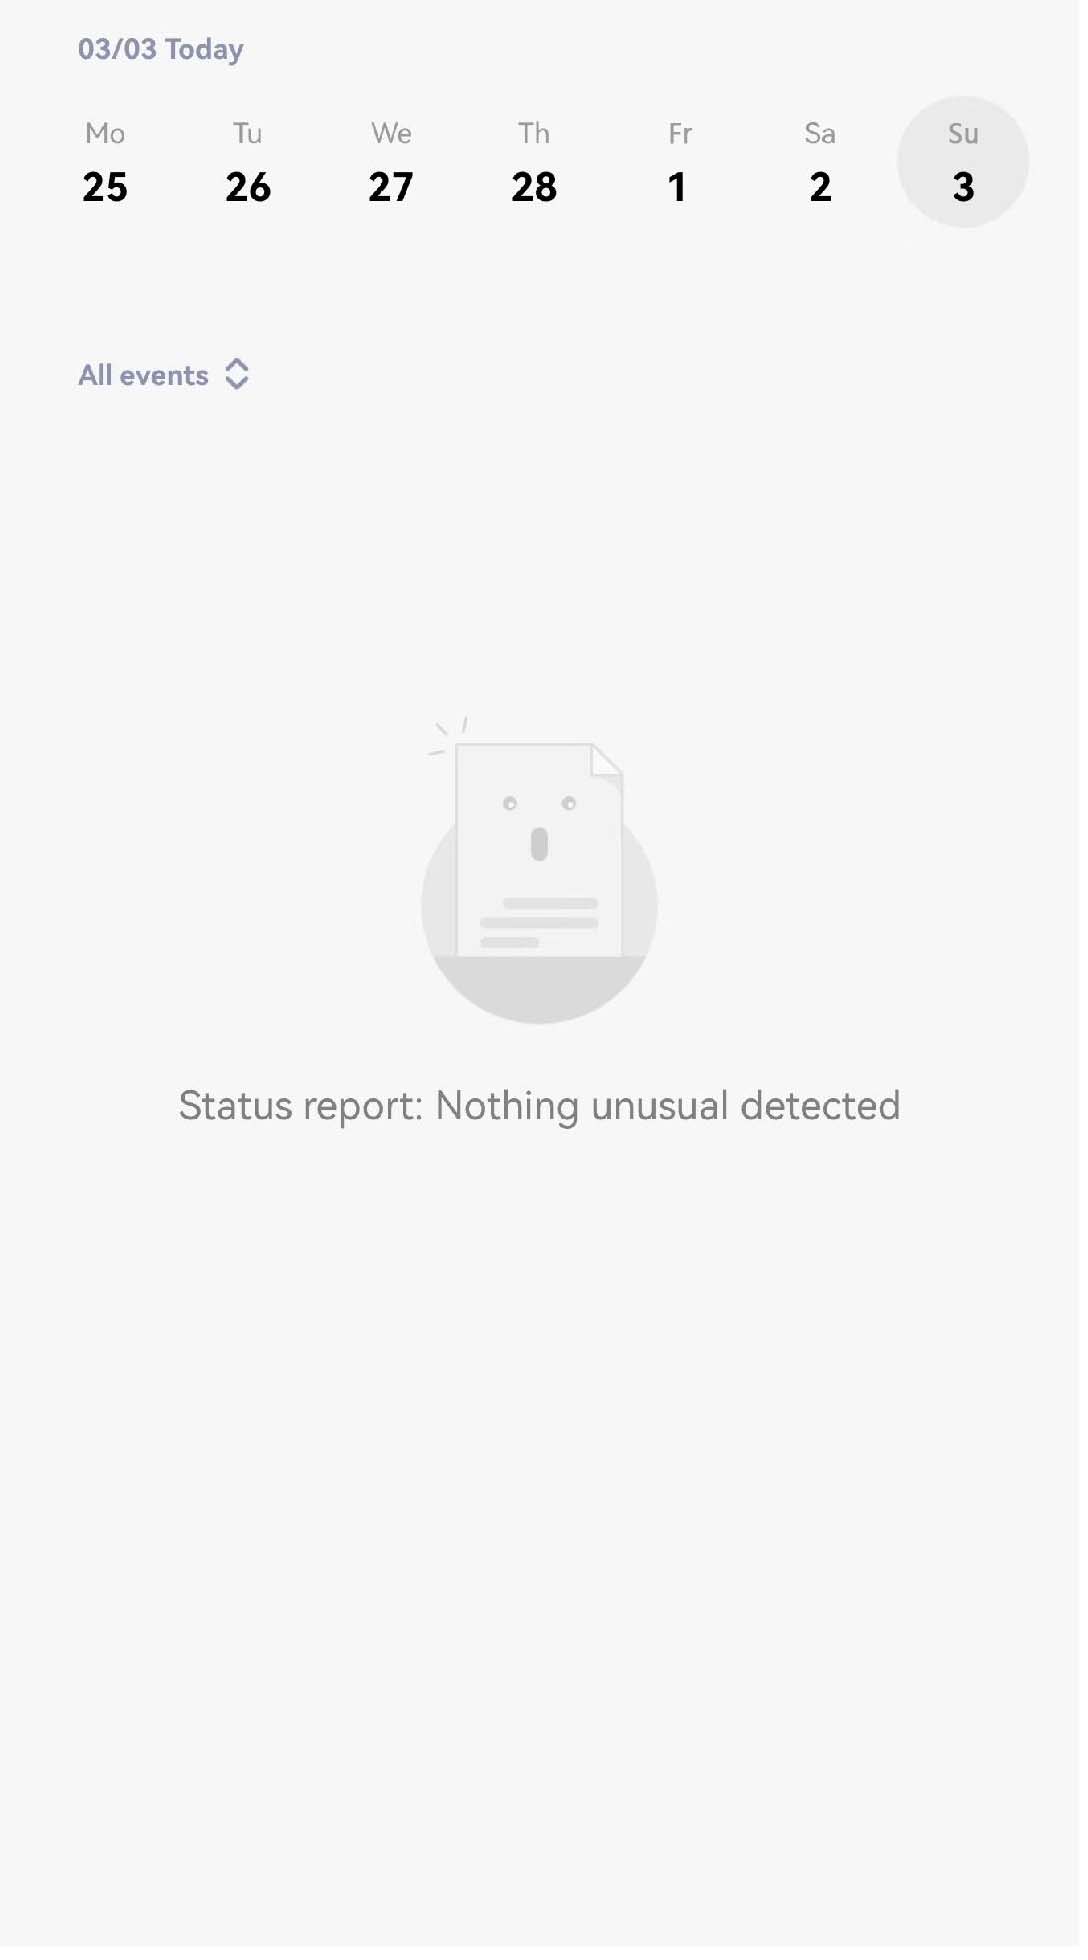 03/03 Today
Mo Tu We Th Fr Sa Su
25 26 27 28 1 2 3
All events
Status report: Nothing unusual detected